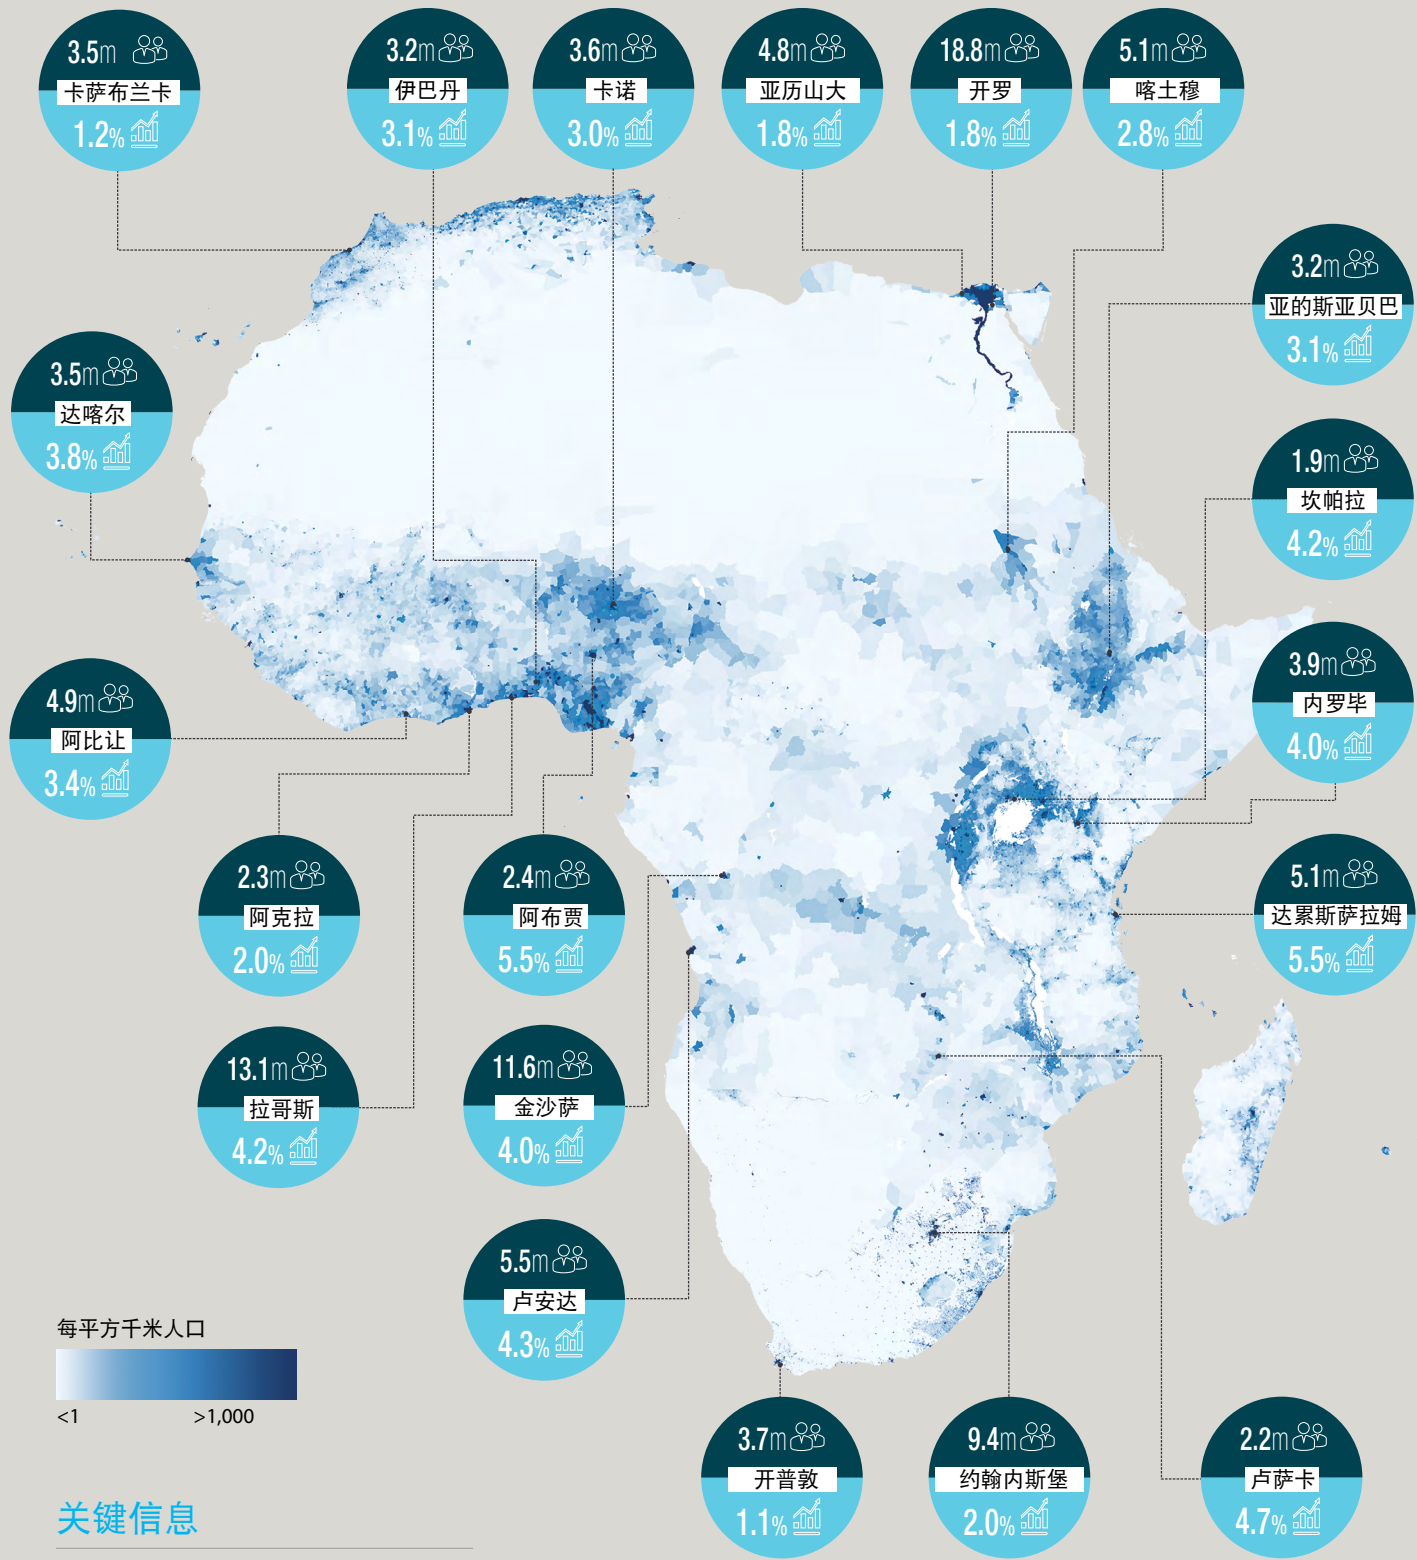 3.5m
卡萨布兰卡
1.2%
3.2m
伊巴丹
3.1%
3.6m
卡诺
3.0%
4.8m
亚历山大
1.8%
18.8m
开罗
1.8%
5.1m
喀土穆
2.8%
3.2m
亚的斯亚贝巴
3.1%
3.5m
达喀尔
3.8%
1.9m
坎帕拉
4.2%
3.9m
内罗毕
4.0%
4.9m
阿比让
3.4%
2.3m
阿克拉
2.0%
2.4m
阿布贾
5.5%
5.1m
达累斯萨拉姆
5.5%
13.1m
拉哥斯
4.2%
11.6m
金沙萨
4.0%
5.5m
卢安达
4.3%
3.7m
开普敦
1.1%
9.4m
约翰内斯堡
2.0%
2.2m
卢萨卡
4.7%
每平方千米人口
<1 >1,000
关键信息